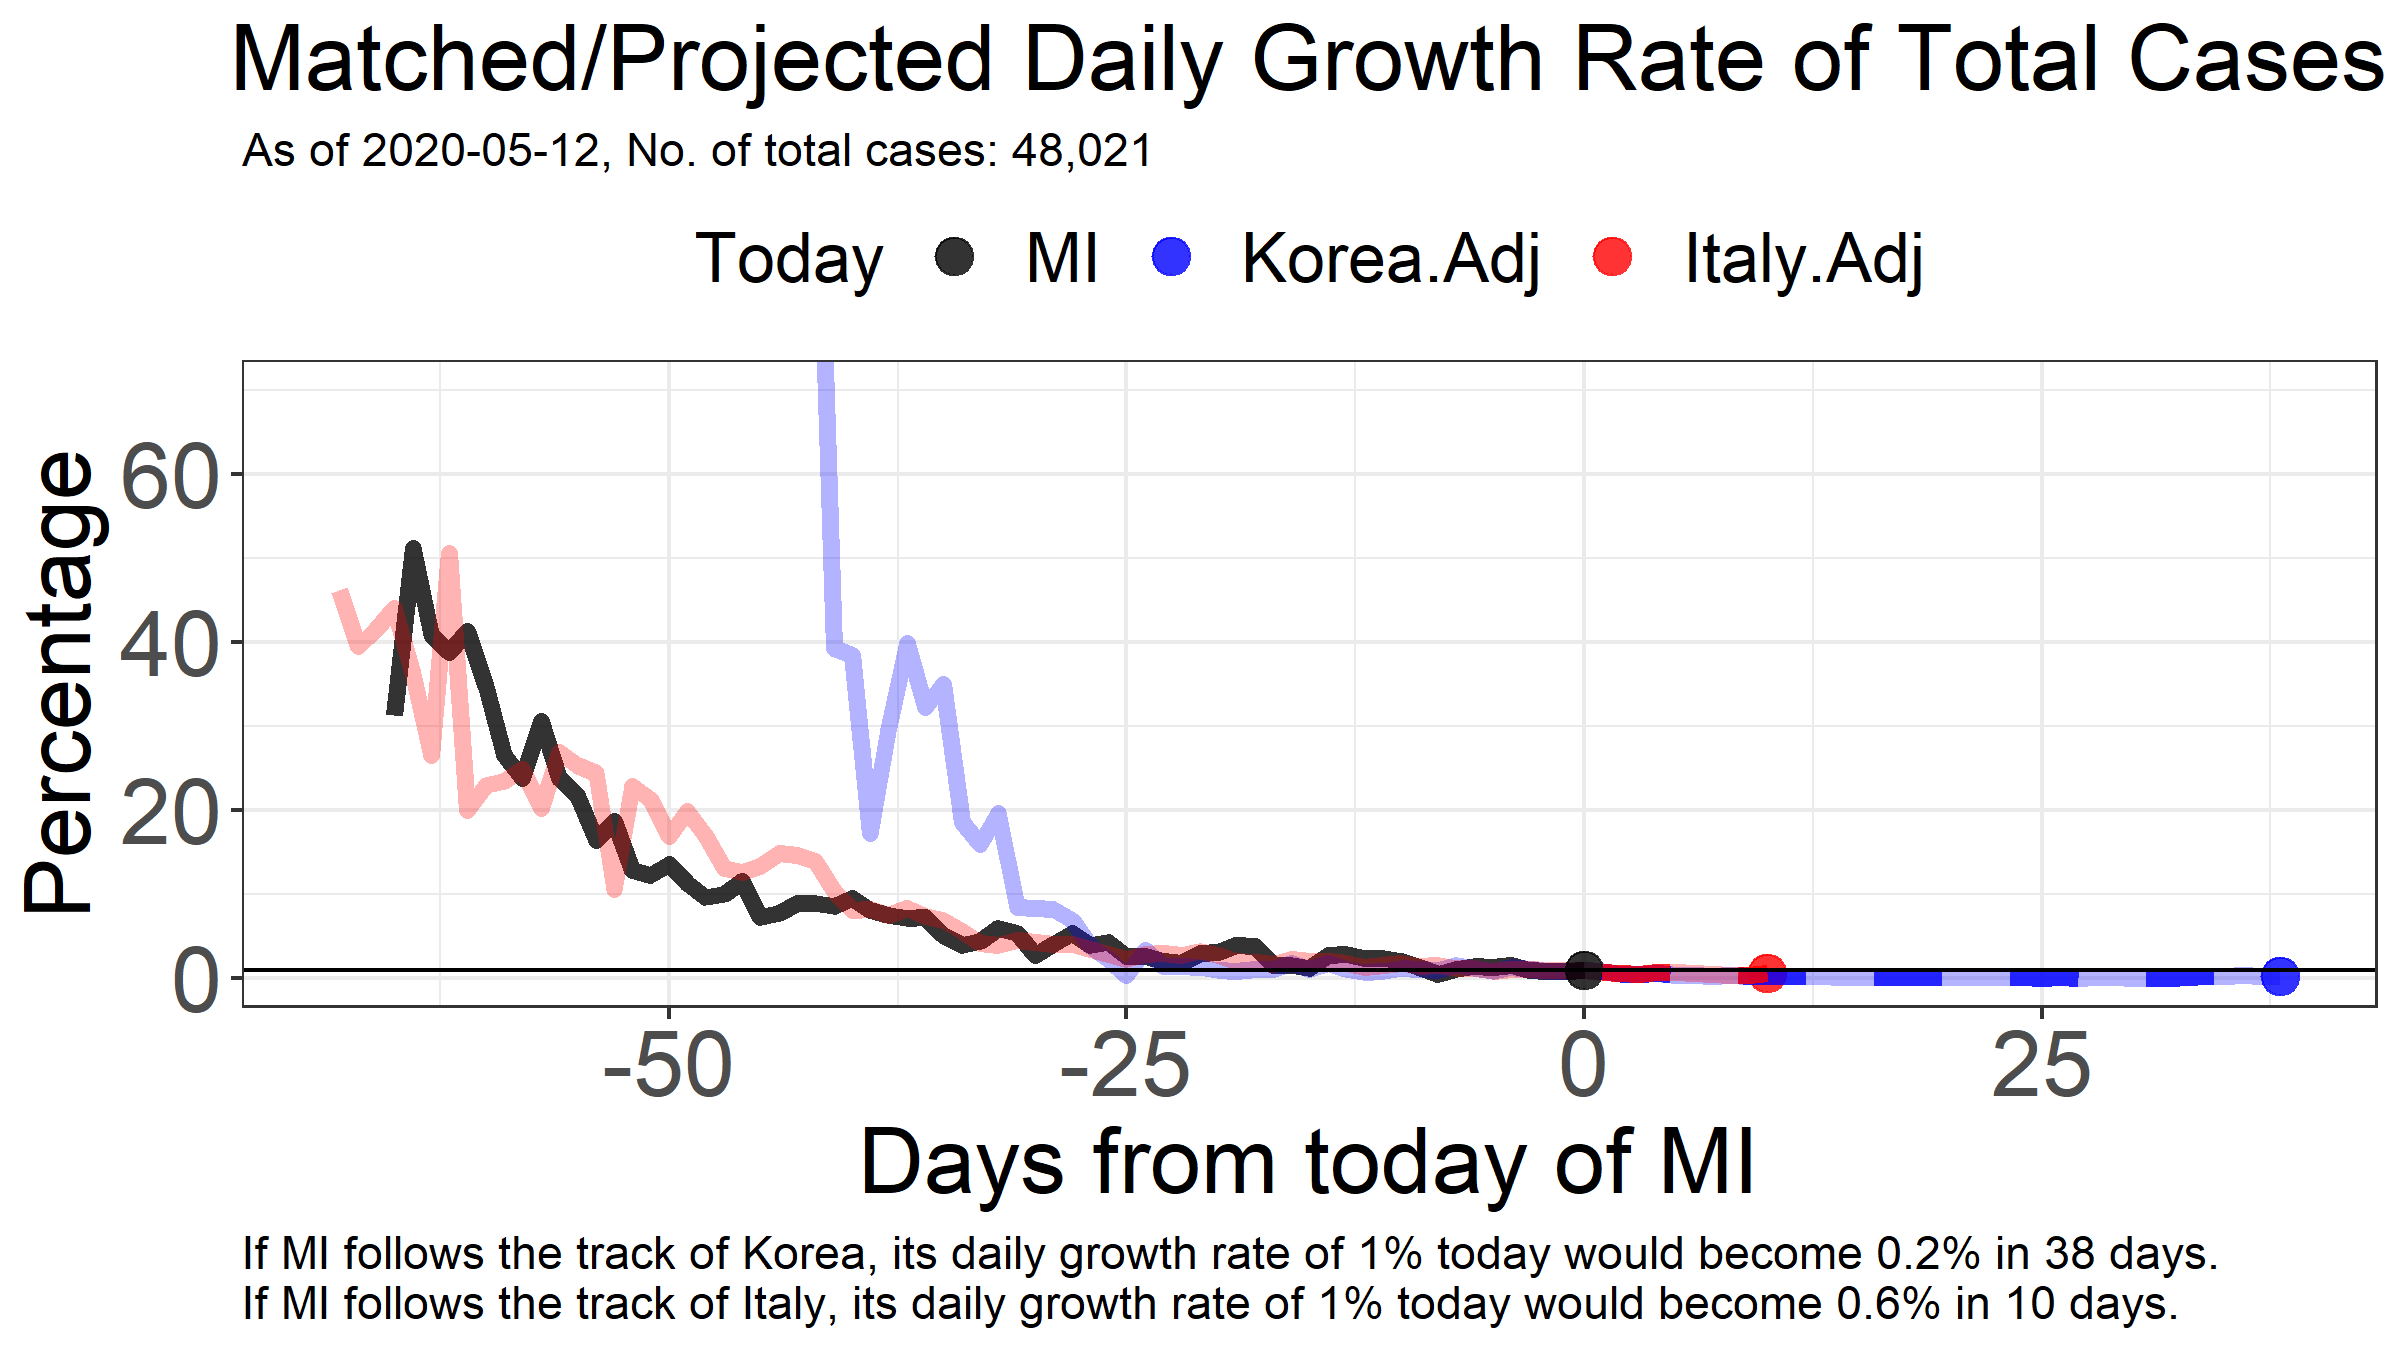 Matched/Projected Daily Growth Rate of Total Cases
As of 2020-05-12, No. of total cases: 48,021
Today MI Korea.Adj Italy.Adj
Percentage
60
40
20
0
-50 -25 0 25
Days from today of MI
If MI follows the track of Korea, its daily growth rate of 1% today would become 0.2% in 38 days.
If MI follows the track of Italy, its daily growth rate of 1% today would become 0.6% in 10 days.